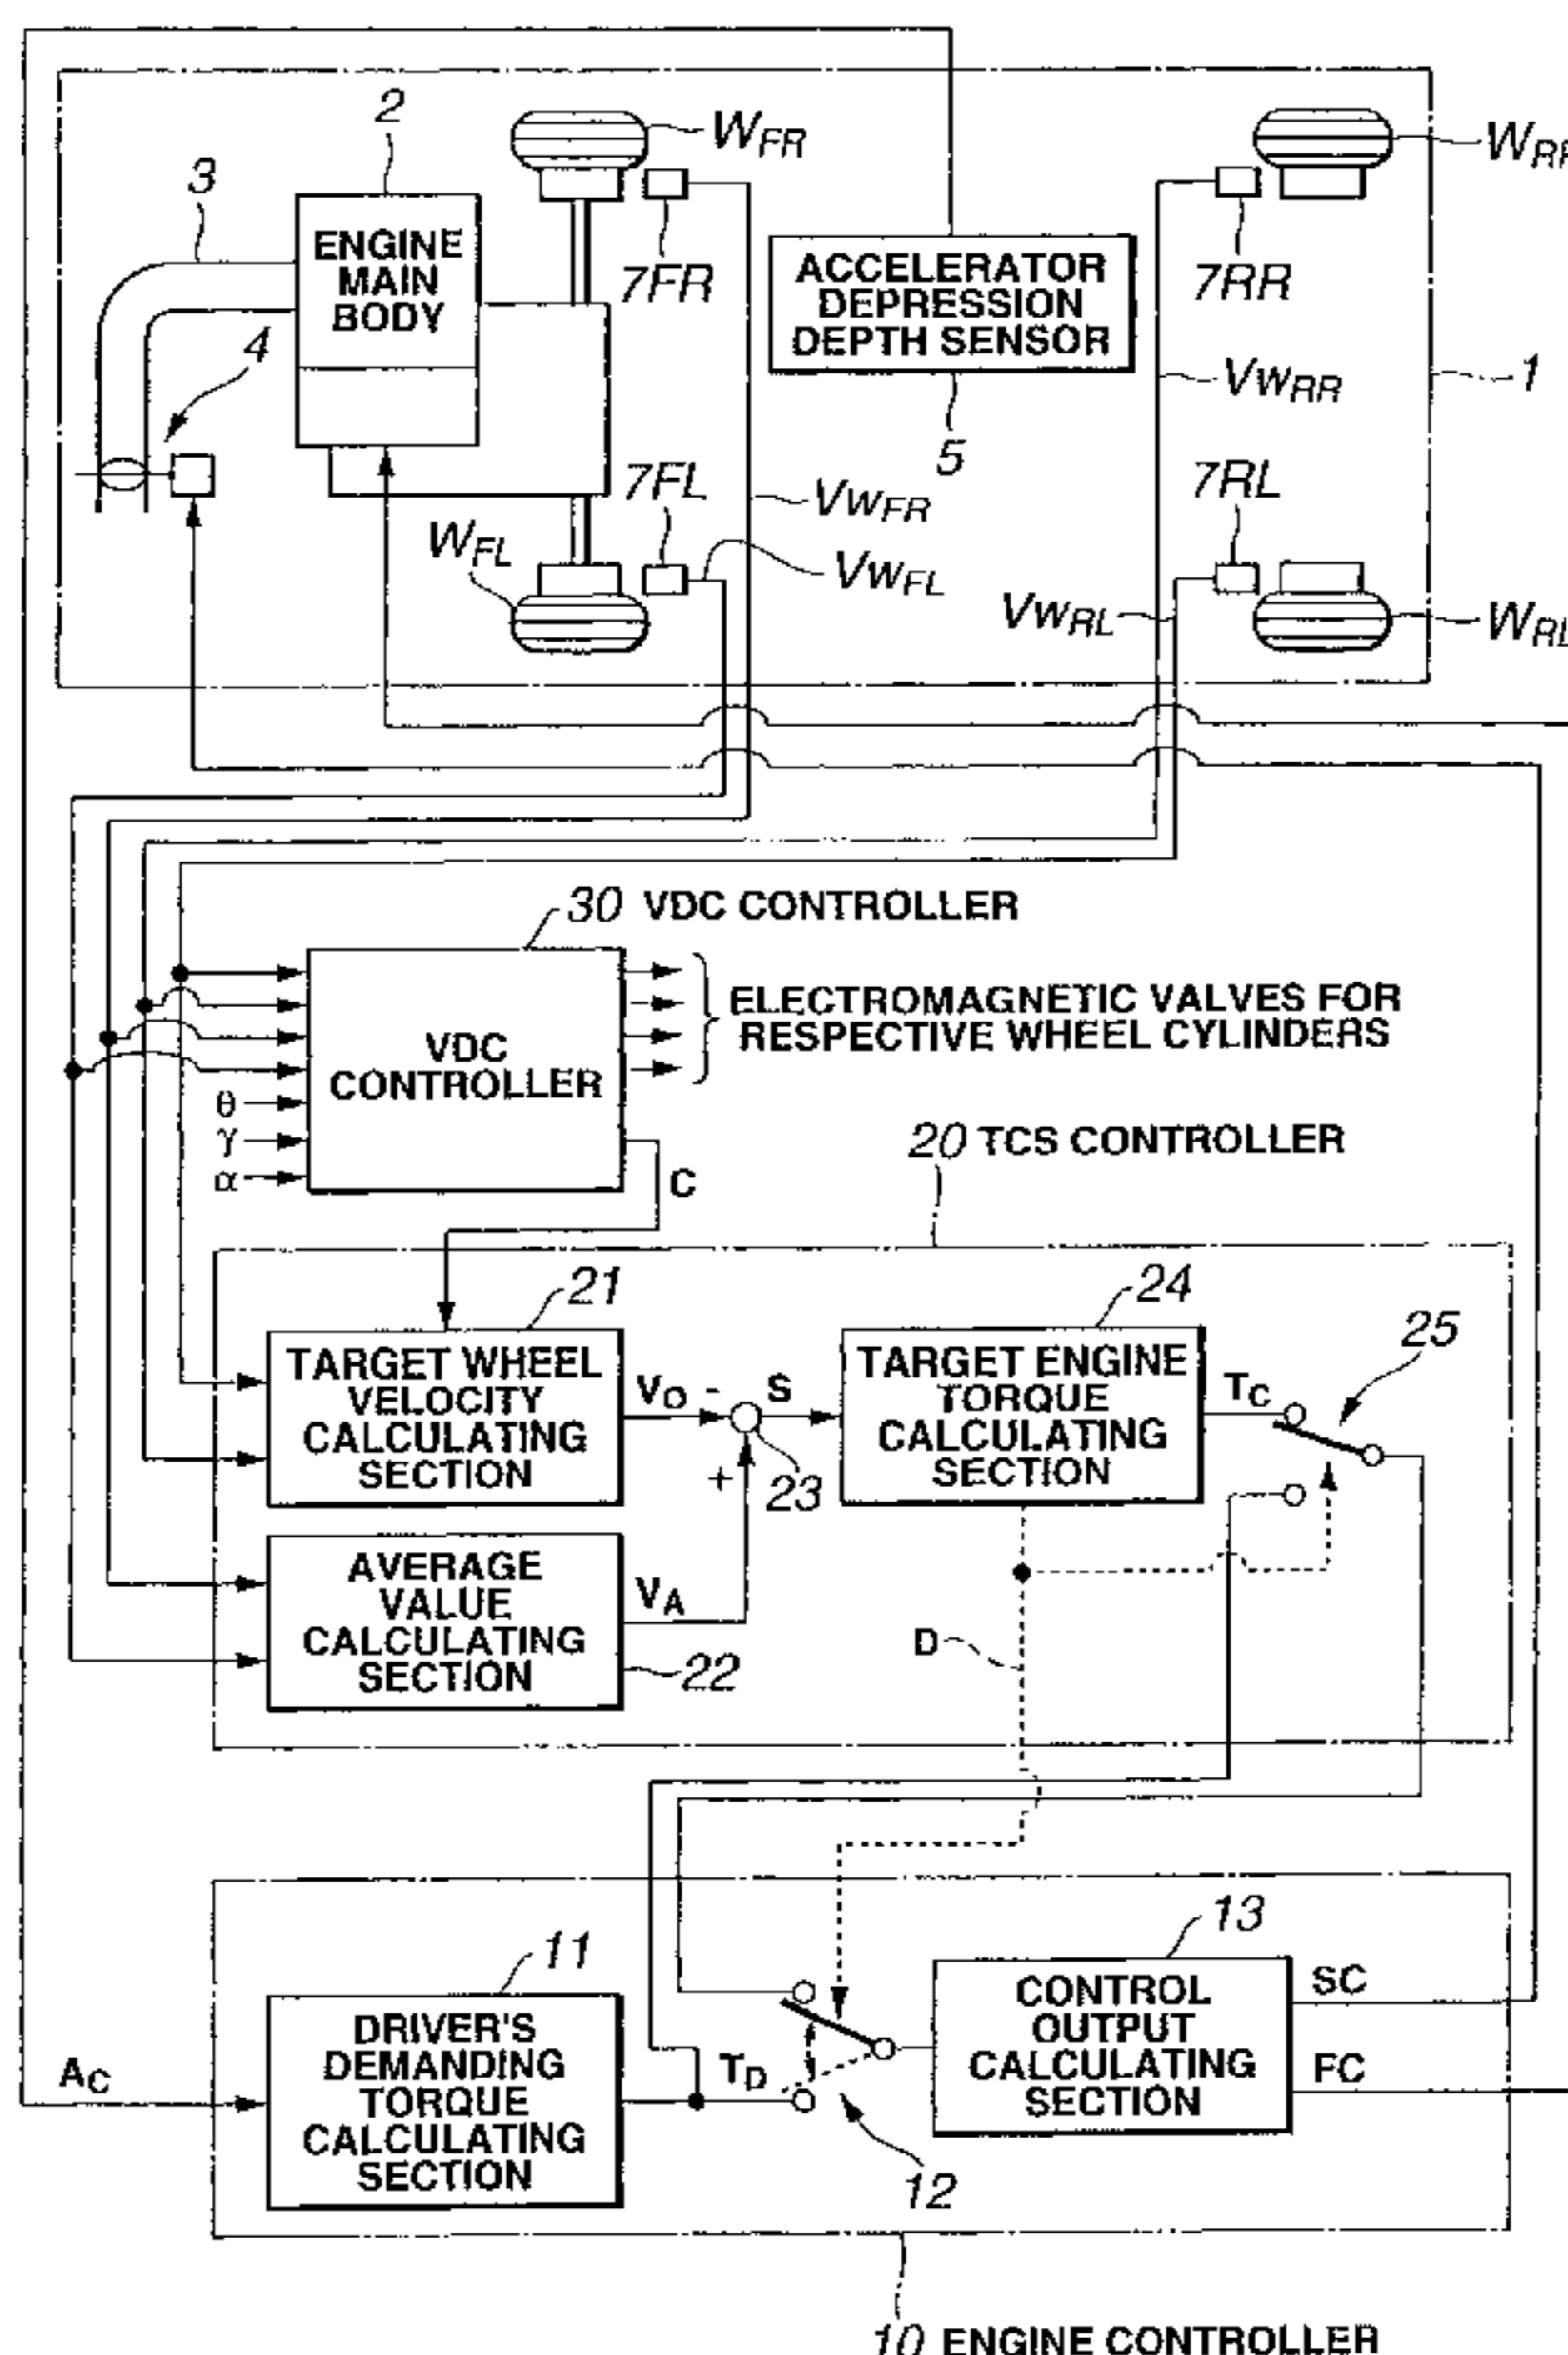 2
W_FR
W_RR
3
ENGINE
MAIN
BODY
7FR
ACCELERATOR
DEPRESSION
DEPTH SENSOR
7RR
4
Vw_RR
1
5
7FL
7RL
Vw_FR
W_FL
Vw_FL
Vw_RL
W_RL
30 VDC CONTROLLER
VDC
CONTROLLER
ELECTROMAGNETIC VALVES FOR
RESPECTIVE WHEEL CYLINDERS
θ
γ
α
C
20 TCS CONTROLLER
21
24
25
TARGET WHEEL
VELOCITY
CALCULATING
SECTION
V_O
-
S
TARGET ENGINE
TORQUE
CALCULATING
SECTION
T_C
+
23
AVERAGE
VALUE
CALCULATING
SECTION
V_A
D
22
13
11
CONTROL
OUTPUT
CALCULATING
SECTION
SC
FC
DRIVER'S
DEMANDING
TORQUE
CALCULATING
SECTION
A_C
T_D
12
10 ENGINE CONTROLLER